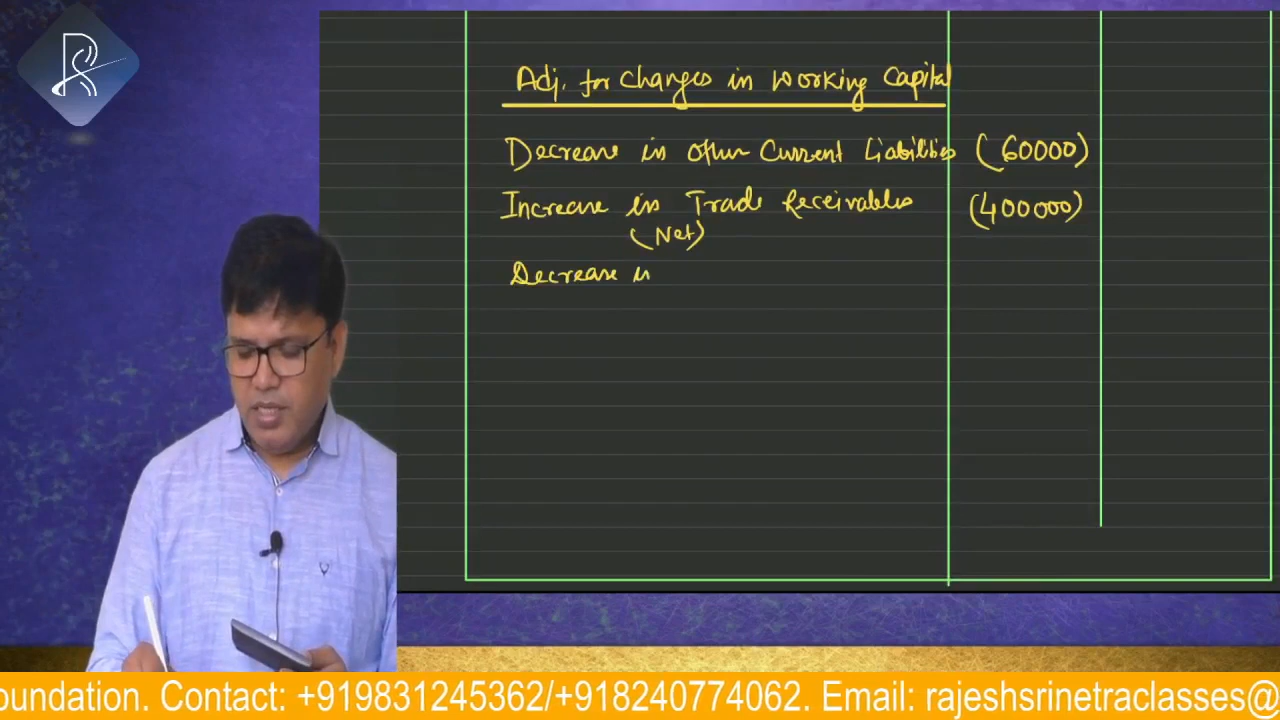 Adj. for changes in working capital
Decrease in other Current Liabilities (60000)
Increase in Trade Receivables (400000)
(Net)
Decrease in
oundation. Contact: +919831245362/+918240774062. Email: rajeshsrinetraclasses@